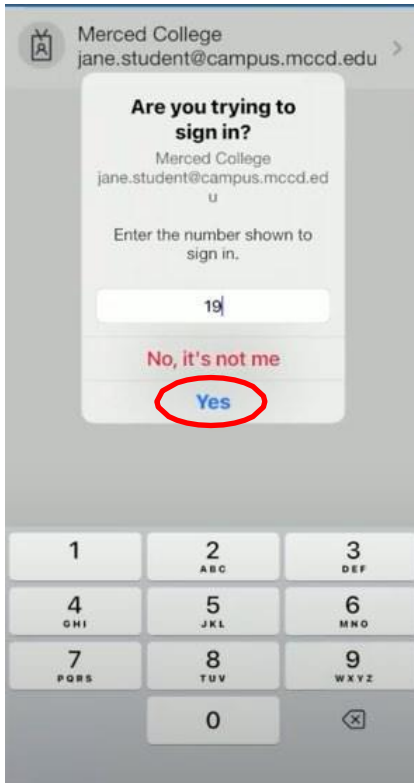 Merced College
jane.student@campus.mccd.edu
Are you trying to
sign in?
Merced College
jane.student@campus.mccd.ed
u
Enter the number shown to
sign in.
19
No, it's not me
Yes
1
2
ABC
3
DEF
4
GHI
5
JKL
6
MNO
7
PQRS
8
TUV
9
WXYZ
0